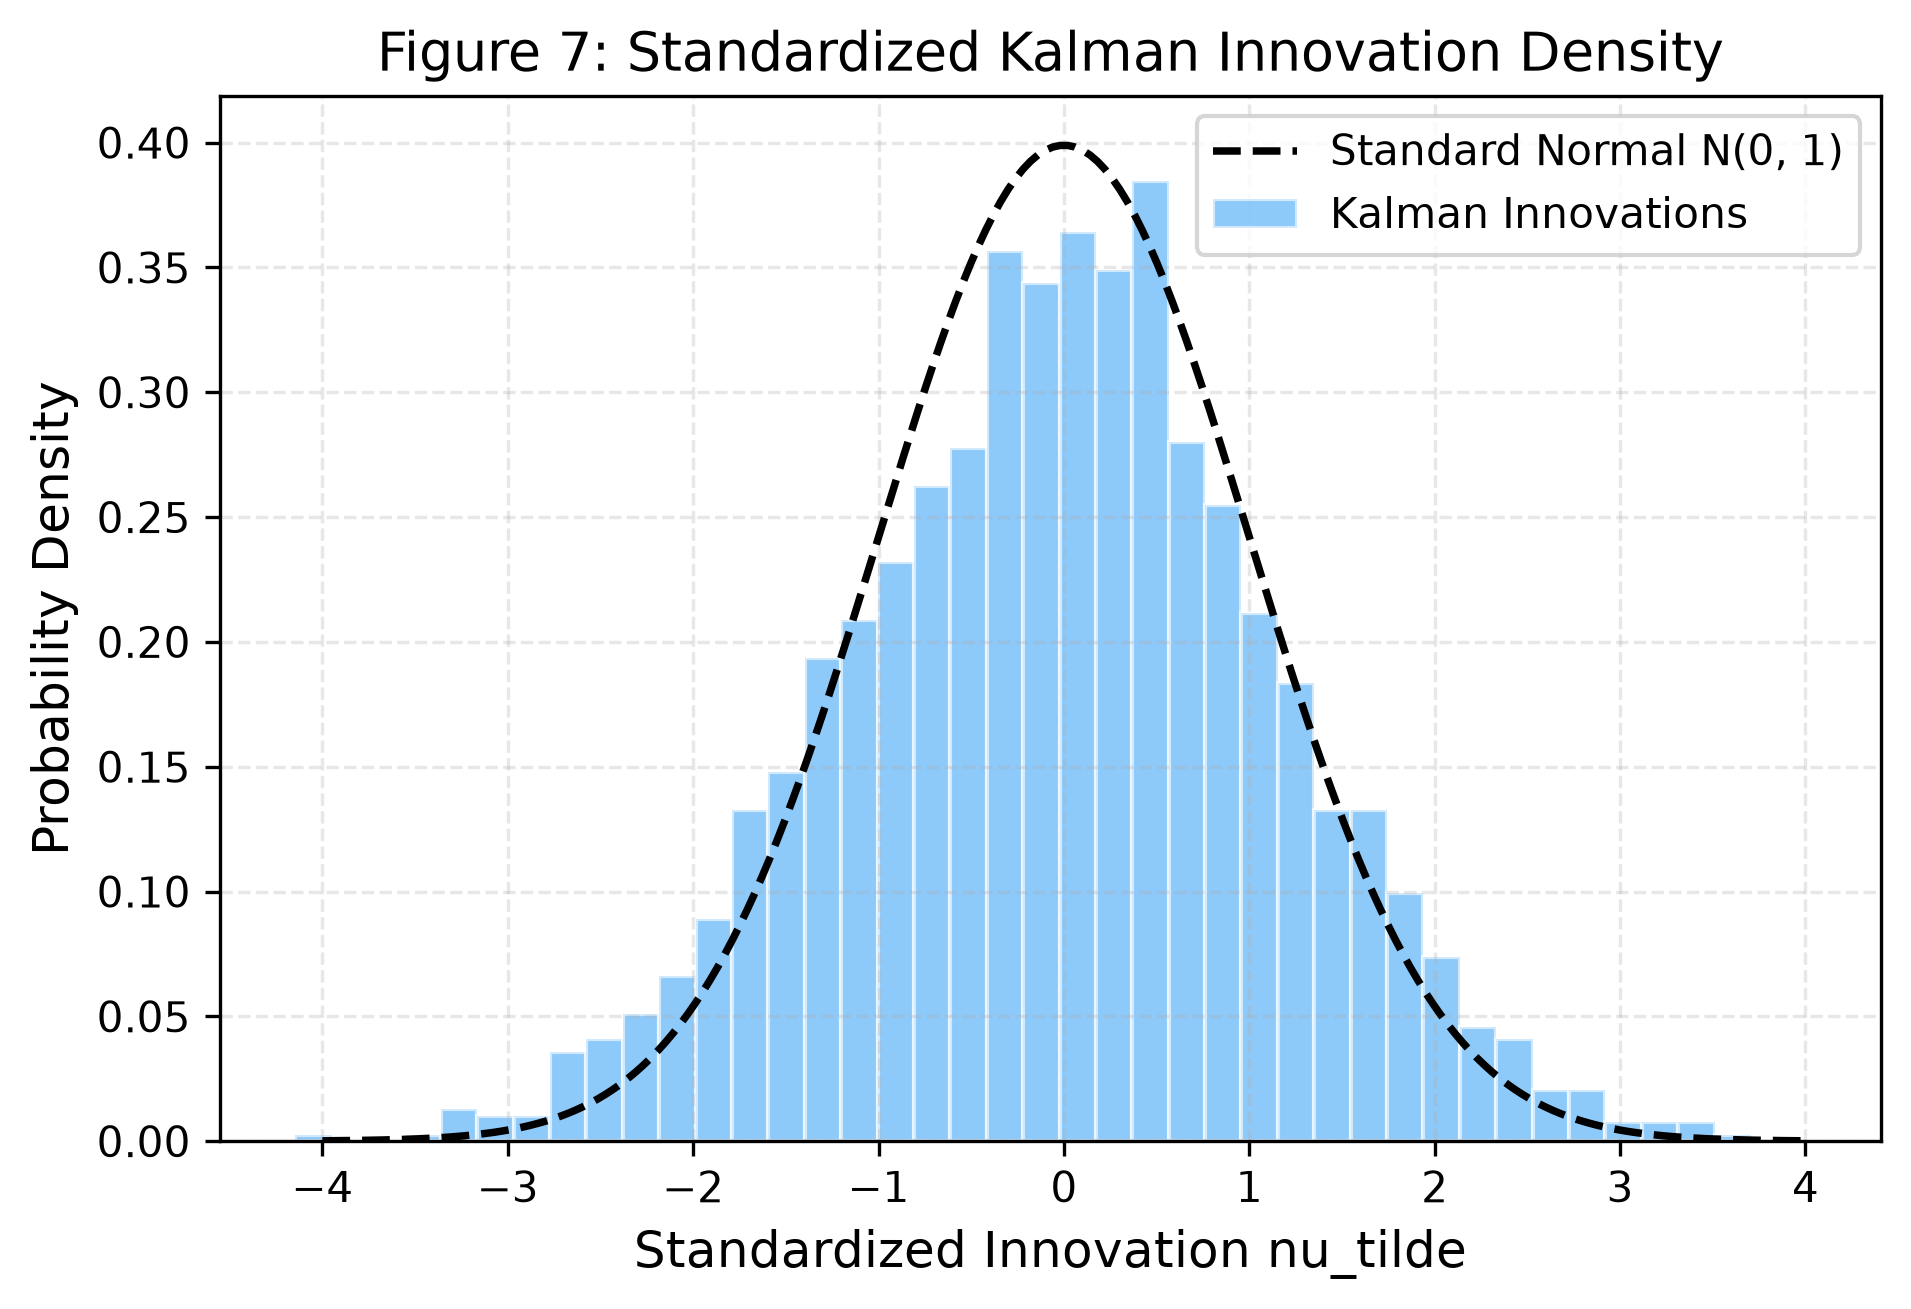 Figure 7: Standardized Kalman Innovation Density
Standard Normal N(0, 1)
Kalman Innovations
Probability Density
0.40
0.35
0.30
0.25
0.20
0.15
0.10
0.05
0.00
−4 −3 −2 −1 0 1 2 3 4
Standardized Innovation nu_tilde